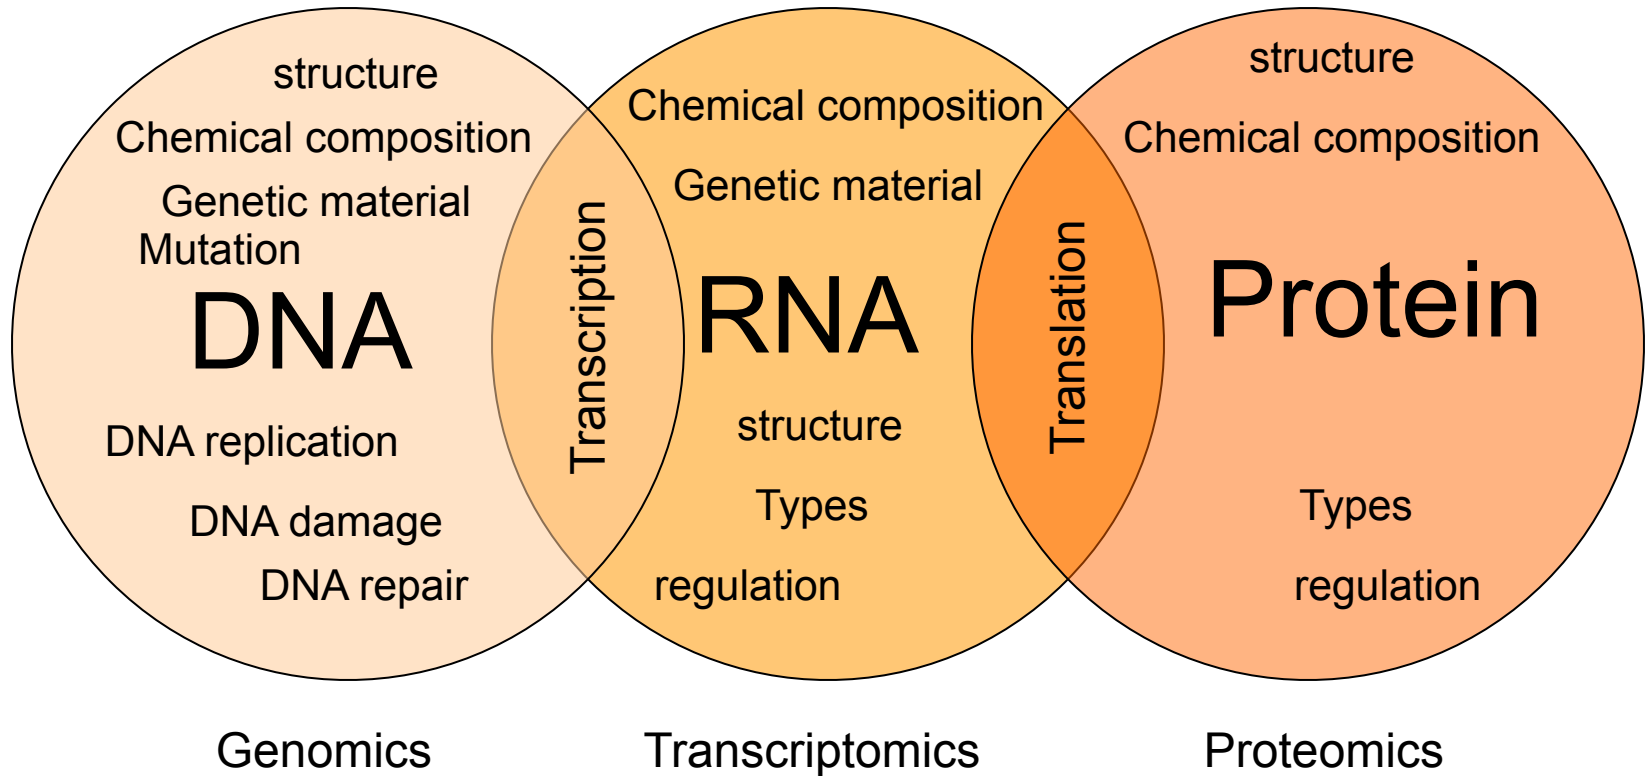 structure
Chemical composition
Genetic material
Mutation
DNA
DNA replication
DNA damage
DNA repair
Transcription
Chemical composition
Genetic material
RNA
structure
Types
regulation
Translation
structure
Chemical composition
Protein
Types
regulation
Genomics
Transcriptomics
Proteomics